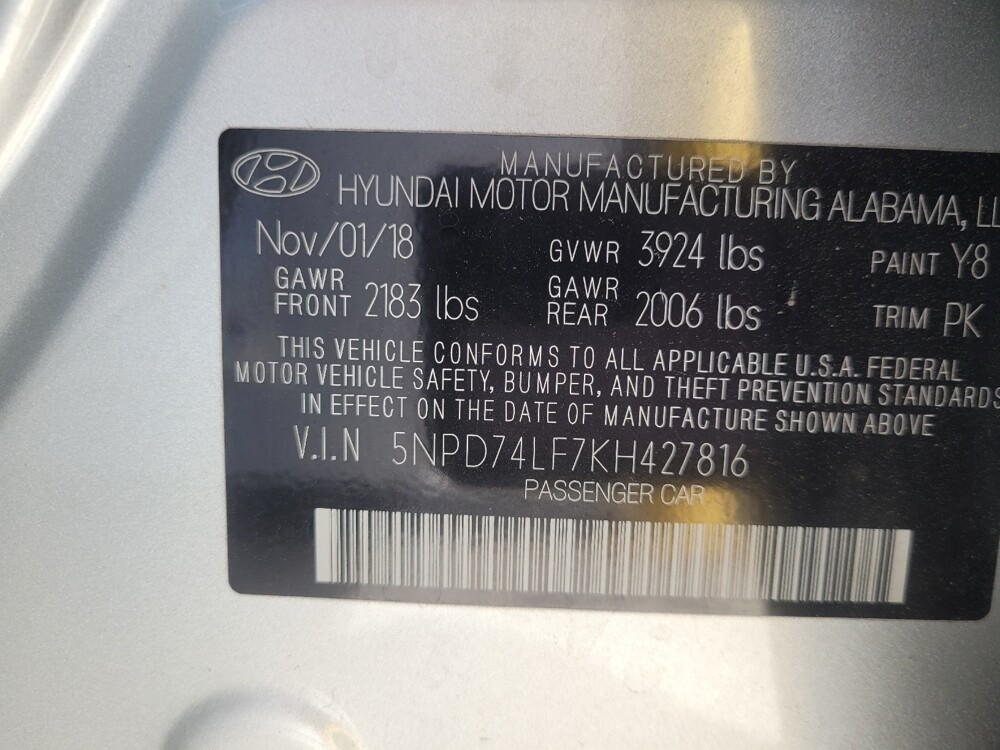 MANUFACTURED BY
HYUNDAI MOTOR MANUFACTURING ALABAMA,
Nov/01/18 GVWR 3924 lbs PAINT Y8
GAWR FRONT 2183 lbs GAWR REAR 2006 lbs TRIM PK
THIS VEHICLE CONFORMS TO ALL APPLICABLE U.S.A. FEDERAL
MOTOR VEHICLE SAFETY, BUMPER, AND THEFT PREVENTION STANDARDS
IN EFFECT ON THE DATE OF MANUFACTURE SHOWN ABOVE
V.I.N 5NPD74LF7KH427816
PASSENGER CAR